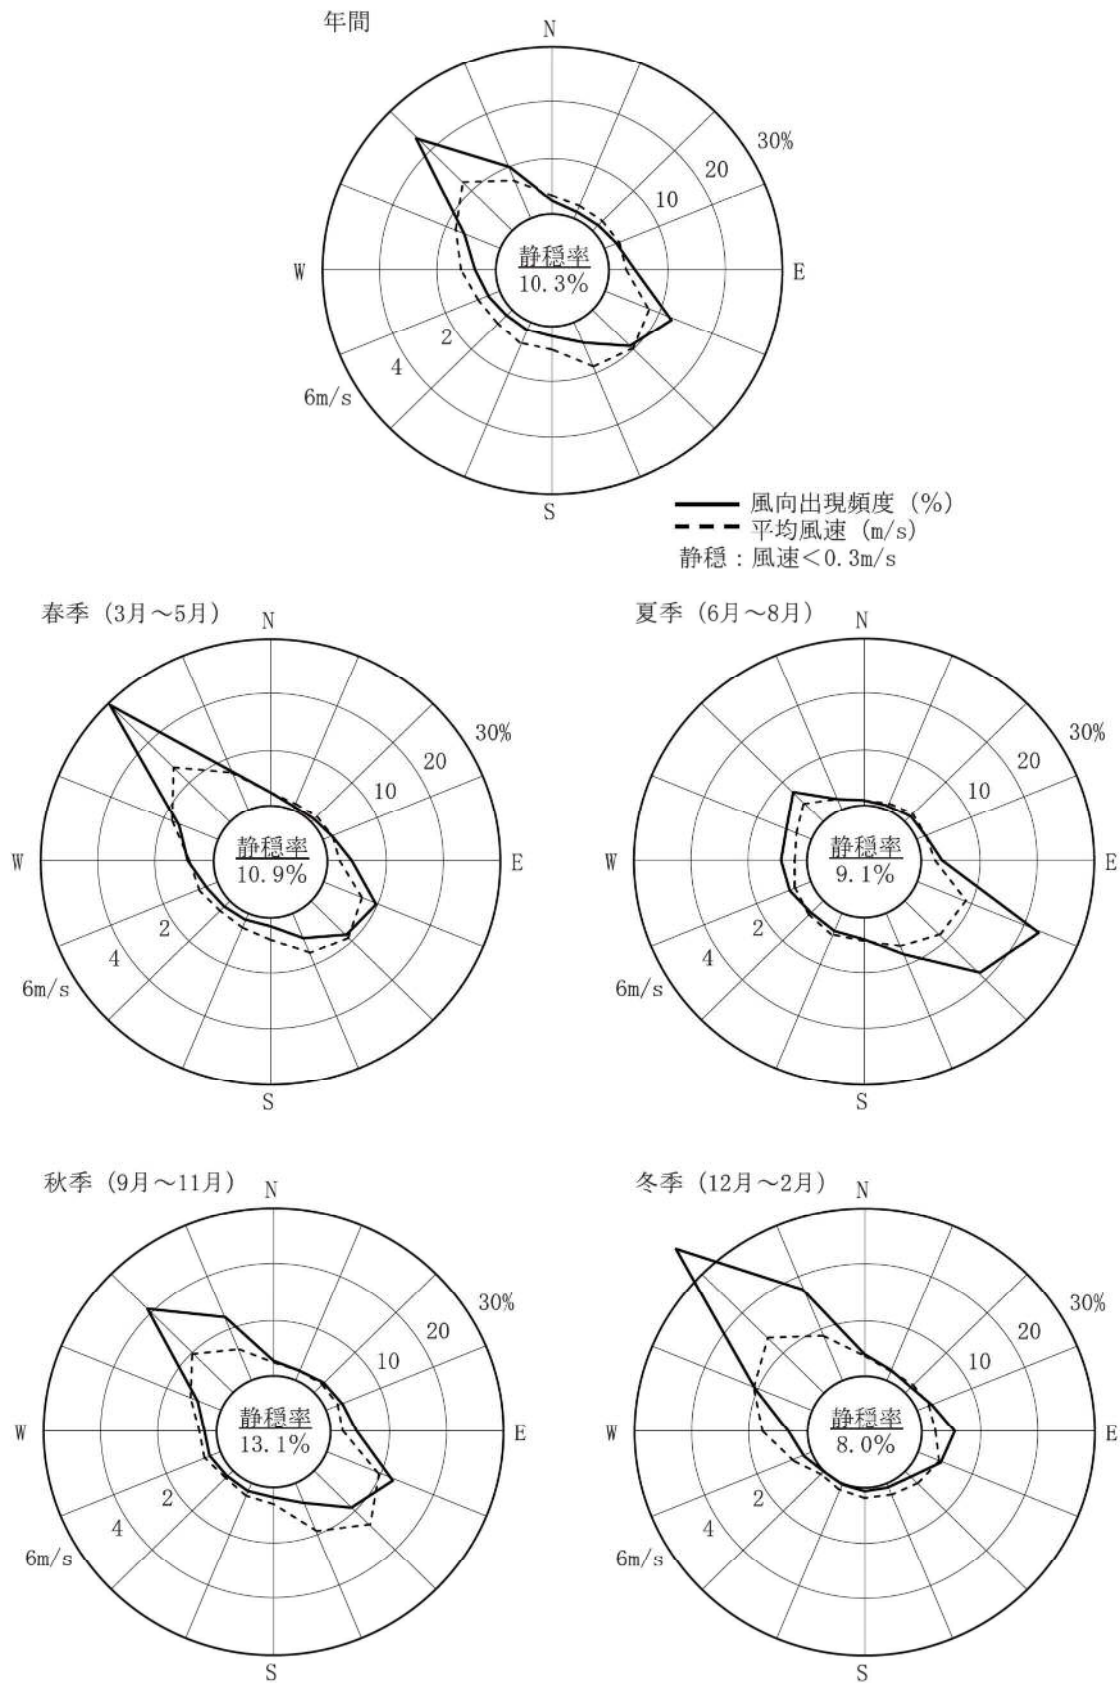 年間
N
30%
20
10
静穏率
10.3%
W
E
2
4
6m/s
S
風向出現頻度 (%)
平均風速 (m/s)
静穏：風速＜0.3m/s
春季 (3月～5月)
N
30%
20
10
静穏率
10.9%
W
E
2
4
6m/s
S
夏季 (6月～8月)
N
30%
20
10
静穏率
9.1%
W
E
2
4
6m/s
S
秋季 (9月～11月)
N
30%
20
10
静穏率
13.1%
W
E
2
4
6m/s
S
冬季 (12月～2月)
N
30%
20
10
静穏率
8.0%
W
E
2
4
6m/s
S